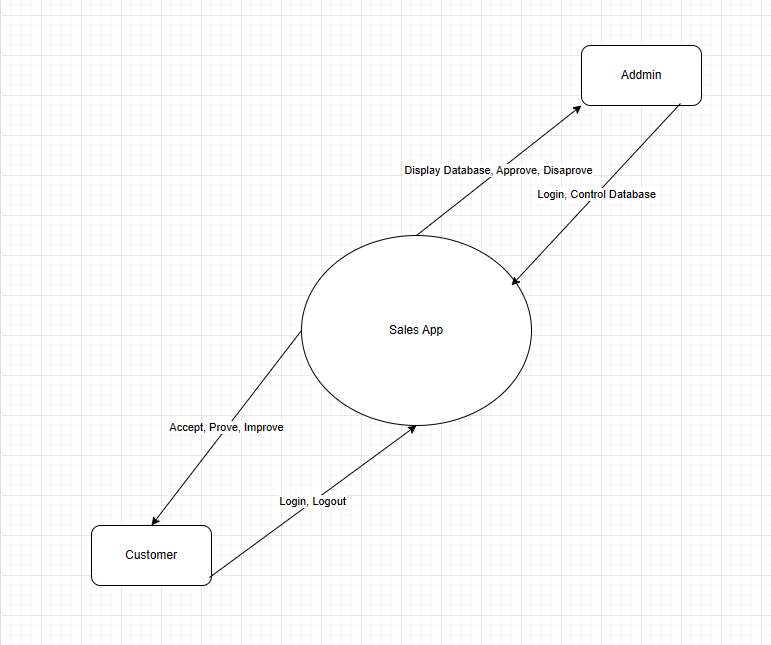 Addmin
Display Database, Approve, Disaprove
Login, Control Database
Sales App
Accept, Prove, Improve
Login, Logout
Customer